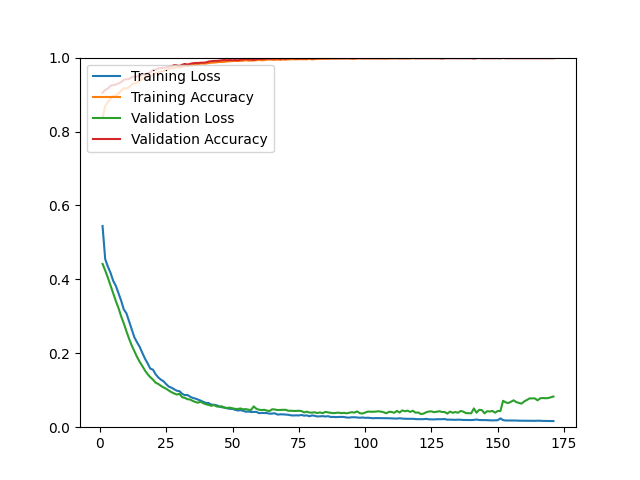 1.0
0.8
0.6
0.4
0.2
0.0
Training Loss
Training Accuracy
Validation Loss
Validation Accuracy
0 25 50 75 100 125 150 175